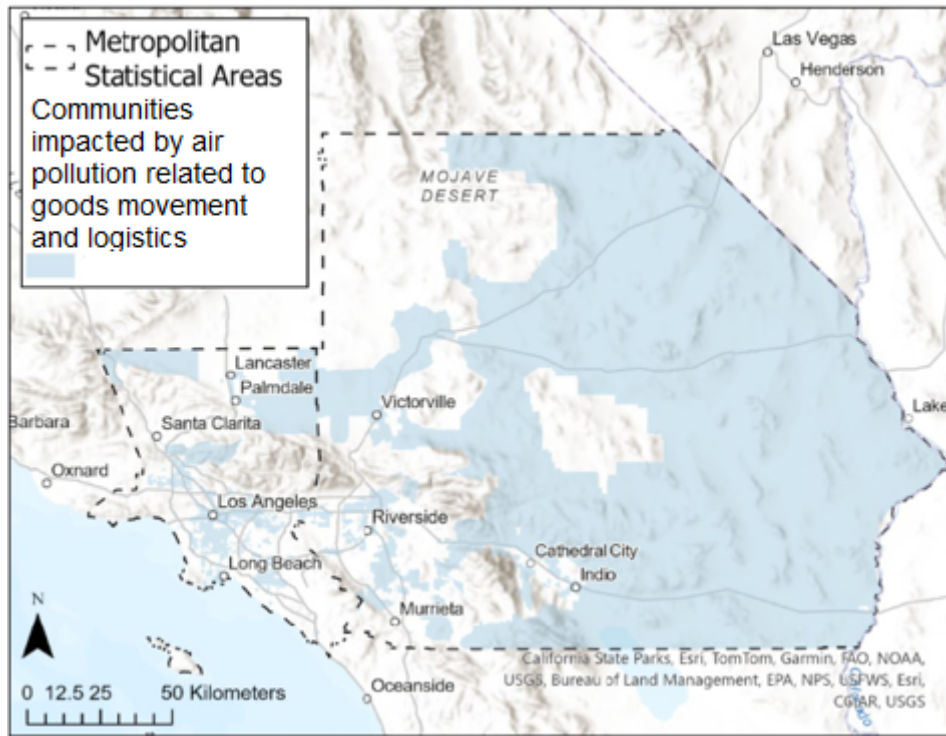 Metropolitan
Statistical Areas
Communities
impacted by air
pollution related to
goods movement
and logistics
Las Vegas
Henderson
MOJAVE
DESERT
Lancaster
Palmdale
Victorville
Santa Clarita
Barbara
Lake
Oxnard
Los Angeles
Riverside
Cathedral City
Long Beach
Indio
Murrieta
N
Oceanside
0 12.5 25 50 Kilometers
California State Parks, Esri, TomTom, Garmin, FAO, NOAA,
USGS, Bureau of Land Management, EPA, NPS, USFWS, Esri,
CGIAR, USGS